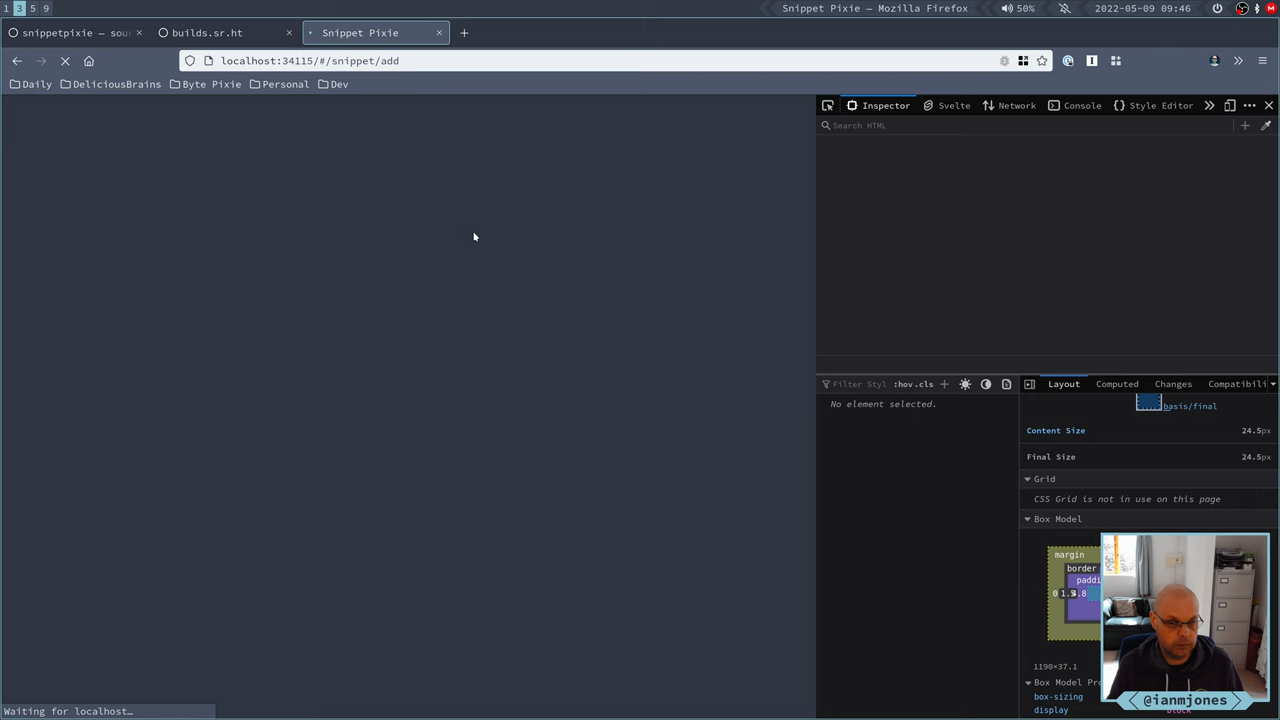 1 3 5 9
Snippet Pixie — Mozilla Firefox
50%
2022-05-09 09:46
M
snippetpixie — sou
builds.sr.ht
Snippet Pixie
localhost:34115/#/snippet/add
Daily
DeliciousBrains
Byte Pixie
Personal
Dev
Inspector
Svelte
Network
Console
Style Editor
Search HTML
Filter Styl
:hov
.cls
Layout
Computed
Changes
Compatibili
No element selected.
basis/final
Content Size
24.5px
Final Size
24.5px
Grid
CSS Grid is not in use on this page
Box Model
margin
border
paddi
0
1190×37.1
Box Model Pro
box-sizing
display
block
@ianmjones
Waiting for localhost…